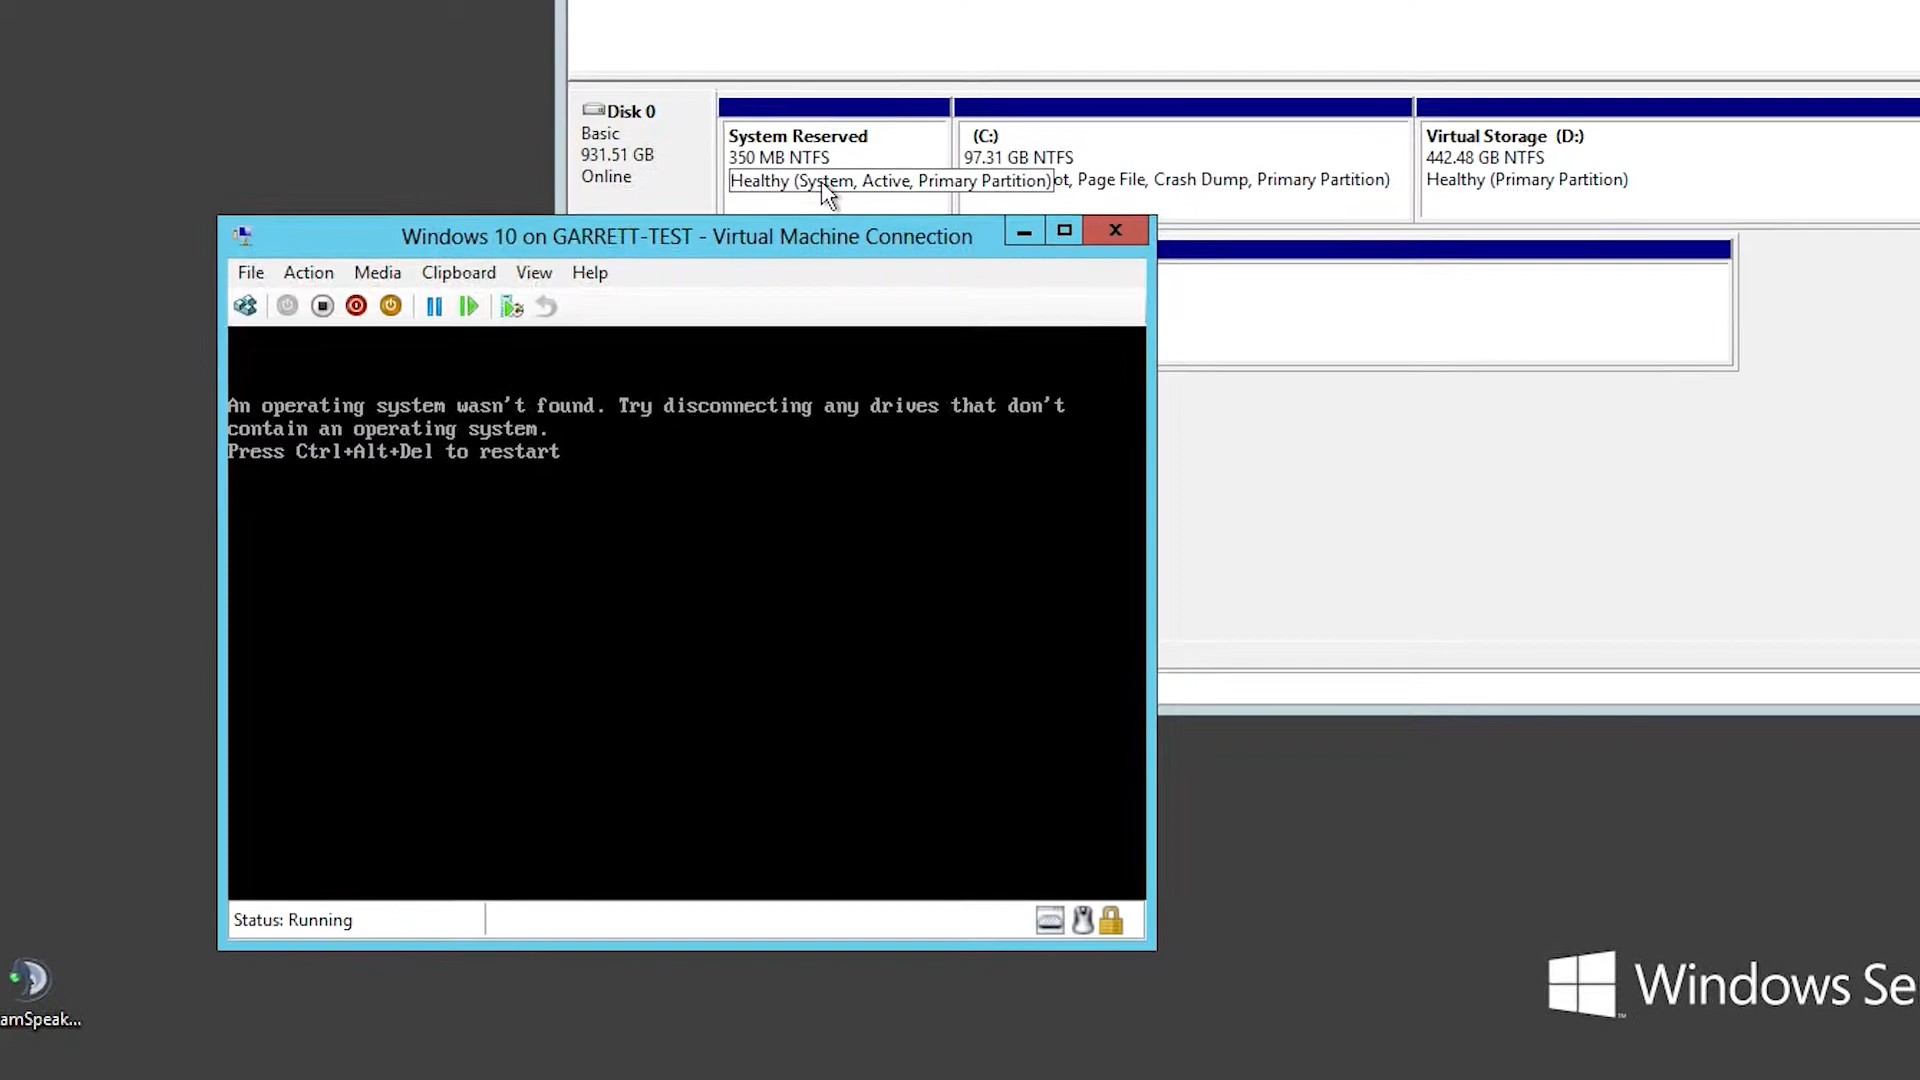 Disk 0
Basic
931.51 GB
Online
System Reserved
350 MB NTFS
Healthy (System, Active, Primary Partition)
(C:)
97.31 GB NTFS
ot, Page File, Crash Dump, Primary Partition)
Virtual Storage (D:)
442.48 GB NTFS
Healthy (Primary Partition)
Windows 10 on GARRETT-TEST - Virtual Machine Connection
File Action Media Clipboard View Help
An operating system wasn't found. Try disconnecting any drives that don't
contain an operating system.
Press Ctrl+Alt+Del to restart
Status: Running
amSpeak...
Windows Se